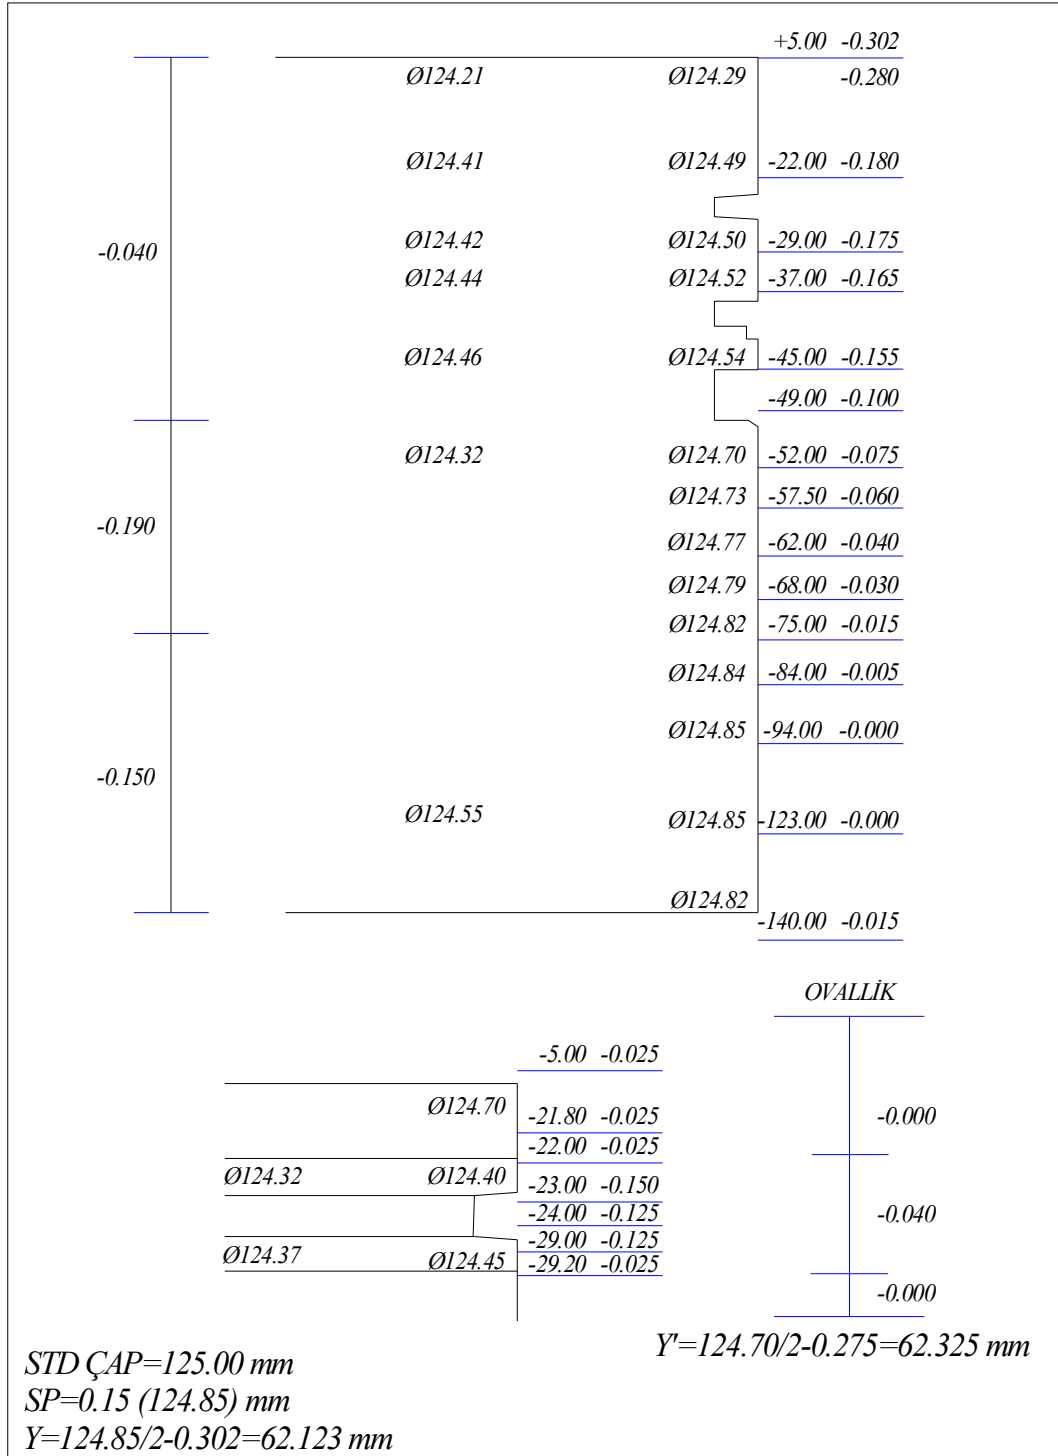 +5.00 -0.302
Ø124.21 Ø124.29 -0.280
Ø124.41 Ø124.49 -22.00 -0.180
-0.040 Ø124.42 Ø124.50 -29.00 -0.175
Ø124.44 Ø124.52 -37.00 -0.165
Ø124.46 Ø124.54 -45.00 -0.155
-49.00 -0.100
Ø124.32 Ø124.70 -52.00 -0.075
Ø124.73 -57.50 -0.060
-0.190
Ø124.77 -62.00 -0.040
Ø124.79 -68.00 -0.030
Ø124.82 -75.00 -0.015
Ø124.84 -84.00 -0.005
Ø124.85 -94.00 -0.000
-0.150
Ø124.55 Ø124.85 -123.00 -0.000
Ø124.82
-140.00 -0.015
OVALLİK
-5.00 -0.025
Ø124.70
-21.80 -0.025
-0.000
-22.00 -0.025
Ø124.32 Ø124.40
-23.00 -0.150
-24.00 -0.125
-0.040
-29.00 -0.125
Ø124.37 Ø124.45
-29.20 -0.025
-0.000
Y'=124.70/2-0.275=62.325 mm
STD ÇAP=125.00 mm
SP=0.15 (124.85) mm
Y=124.85/2-0.302=62.123 mm